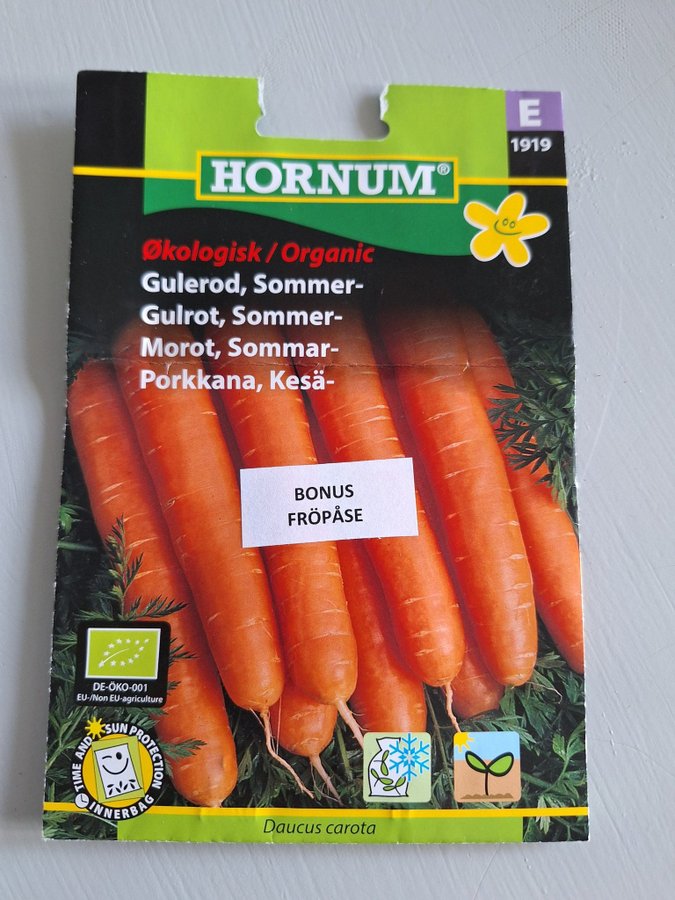 E
1919
HORNUM®
Økologisk / Organic
Gulerod, Sommer-
Gulrot, Sommer-
Morot, Sommar-
Porkkana, Kesä-
BONUS
FRÖPÅSE
DE-ÖKO-001
EU-/Non EU-agriculture
TIME AND SUN PROTECTION
INNERBAG
Daucus carota